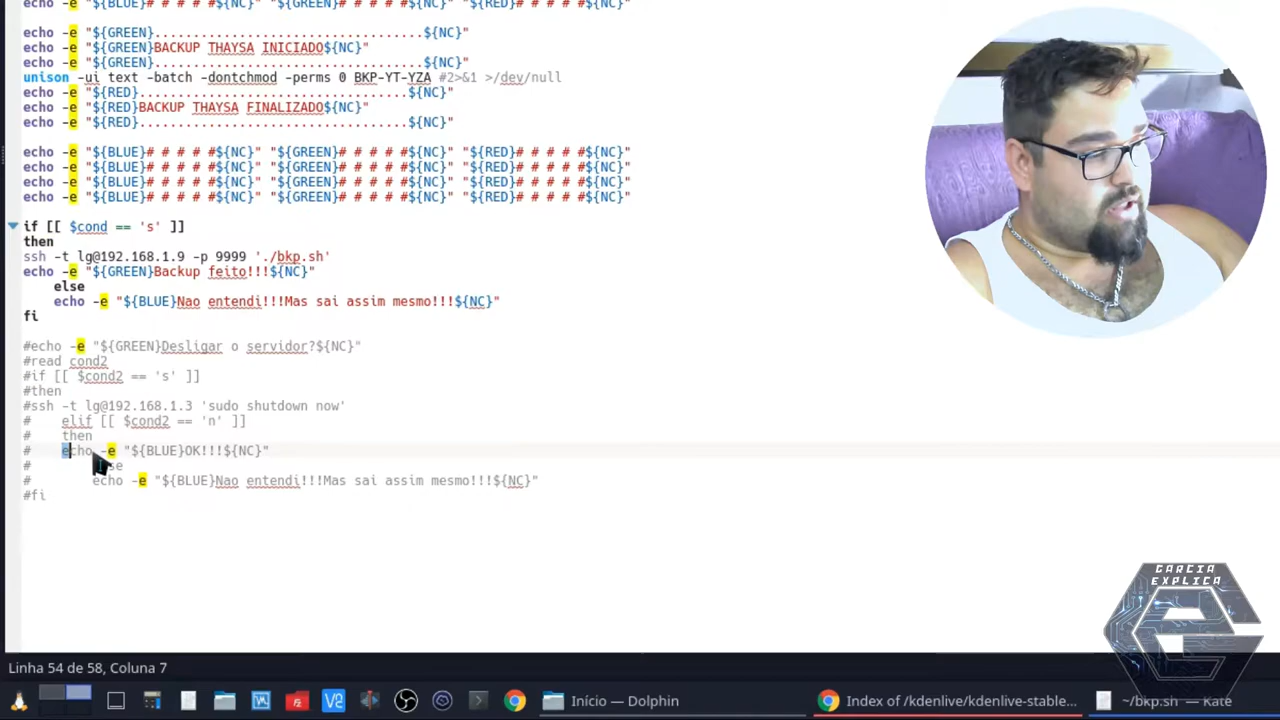 echo -e "${BLUE}# # # # #${NC}" "${GREEN}# # # # #${NC}" "${RED}# # # # #${NC}"
echo -e "${GREEN}...................................${NC}"
echo -e "${GREEN}BACKUP THAYSA INICIADO${NC}"
echo -e "${GREEN}...................................${NC}"
unison -ui text -batch -dontchmod -perms 0 BKP-YT-YZA #2>&1 >/dev/null
echo -e "${RED}...................................${NC}"
echo -e "${RED}BACKUP THAYSA FINALIZADO${NC}"
echo -e "${RED}...................................${NC}"
echo -e "${BLUE}# # # # #${NC}" "${GREEN}# # # # #${NC}" "${RED}# # # # #${NC}"
echo -e "${BLUE}# # # # #${NC}" "${GREEN}# # # # #${NC}" "${RED}# # # # #${NC}"
echo -e "${BLUE}# # # # #${NC}" "${GREEN}# # # # #${NC}" "${RED}# # # # #${NC}"
echo -e "${BLUE}# # # # #${NC}" "${GREEN}# # # # #${NC}" "${RED}# # # # #${NC}"
if [[ $cond == 's' ]]
then
ssh -t lg@192.168.1.9 -p 9999 './bkp.sh'
echo -e "${GREEN}Backup feito!!!${NC}"
else
echo -e "${BLUE}Nao entendi!!!Mas sai assim mesmo!!!${NC}"
fi
#echo -e "${GREEN}Desligar o servidor?${NC}"
#read cond2
#if [[ $cond2 == 's' ]]
#then
#ssh -t lg@192.168.1.3 'sudo shutdown now'
# elif [[ $cond2 == 'n' ]]
# then
# echo -e "${BLUE}OK!!!${NC}"
#
# echo -e "${BLUE}Nao entendi!!!Mas sai assim mesmo!!!${NC}"
#fi
GARCIA
EXPLICA
Linha 54 de 58, Coluna 7
Início — Dolphin
Index of /kdenlive/kdenlive-stable...
~/bkp.sh — Kate